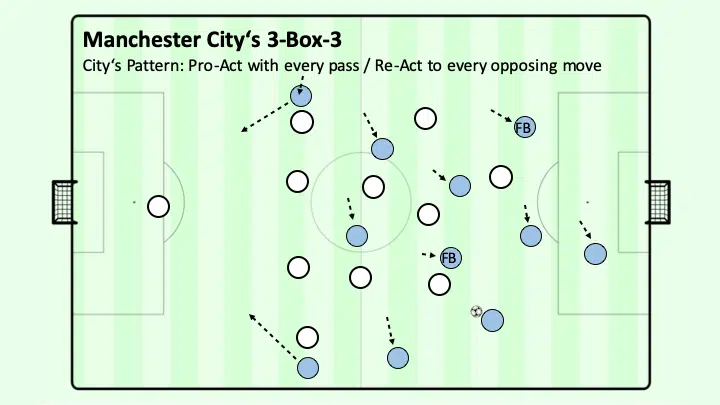 Manchester City‘s 3-Box-3
City‘s Pattern: Pro-Act with every pass / Re-Act to every opposing move
FB
FB